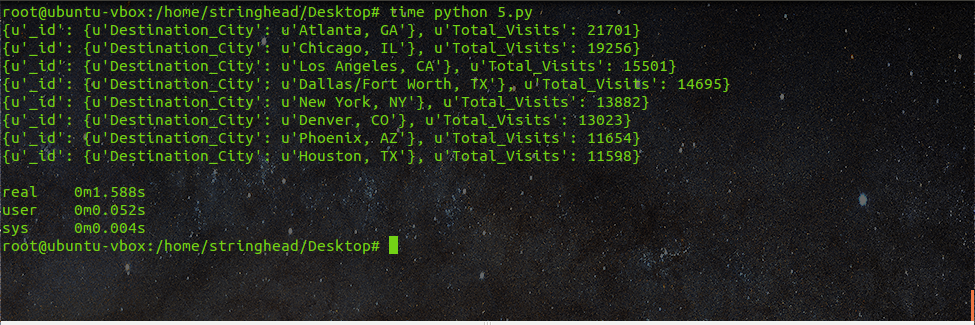 root@ubuntu-vbox:/home/stringhead/Desktop# time python 5.py
{u'_id': {u'Destination_City': u'Atlanta, GA'}, u'Total_Visits': 21701}
{u'_id': {u'Destination_City': u'Chicago, IL'}, u'Total_Visits': 19256}
{u'_id': {u'Destination_City': u'Los Angeles, CA'}, u'Total_Visits': 15501}
{u'_id': {u'Destination_City': u'Dallas/Fort Worth, TX'}, u'Total_Visits': 14695}
{u'_id': {u'Destination_City': u'New York, NY'}, u'Total_Visits': 13882}
{u'_id': {u'Destination_City': u'Denver, CO'}, u'Total_Visits': 13023}
{u'_id': {u'Destination_City': u'Phoenix, AZ'}, u'Total_Visits': 11654}
{u'_id': {u'Destination_City': u'Houston, TX'}, u'Total_Visits': 11598}
real    0m1.588s
user    0m0.052s
sys     0m0.004s
root@ubuntu-vbox:/home/stringhead/Desktop#